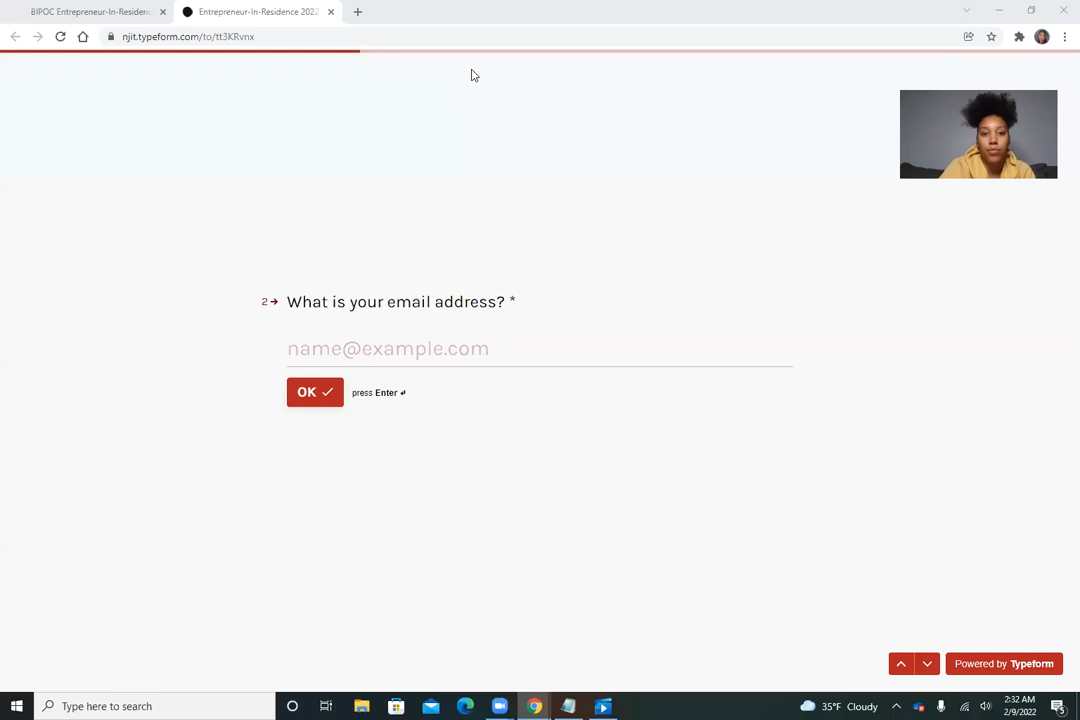 BIPOC Entrepreneur-In-Residenc
Entrepreneur-In-Residence 2022
njit.typeform.com/to/tt3KRvnx
2
What is your email address? *
name@example.com
OK
press Enter
Powered by Typeform
Type here to search
35°F Cloudy
2:32 AM
2/9/2022
5